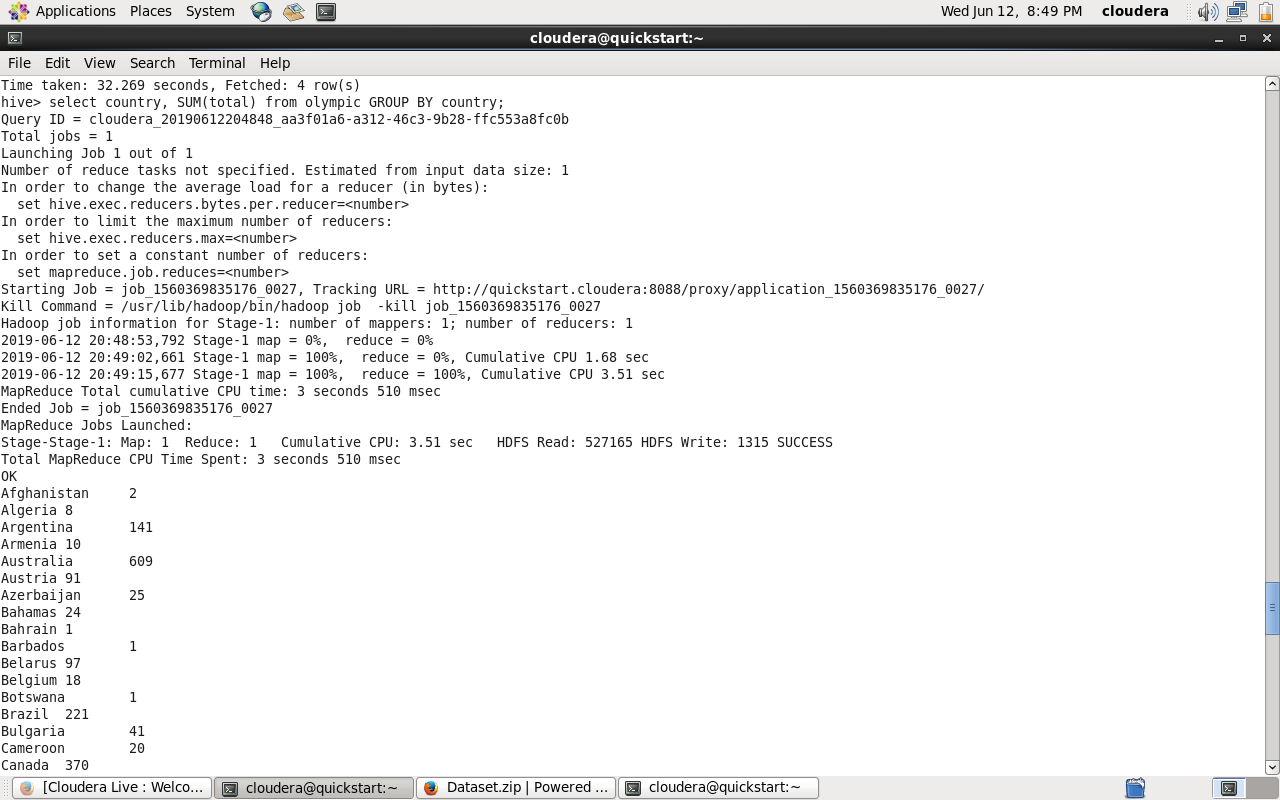 Applications Places System Wed Jun 12, 8:49 PM cloudera
cloudera@quickstart:~
File Edit View Search Terminal Help
Time taken: 32.269 seconds, Fetched: 4 row(s)
hive> select country, SUM(total) from olympic GROUP BY country;
Query ID = cloudera_20190612204848_aa3f01a6-a312-46c3-9b28-ffc553a8fc0b
Total jobs = 1
Launching Job 1 out of 1
Number of reduce tasks not specified. Estimated from input data size: 1
In order to change the average load for a reducer (in bytes):
  set hive.exec.reducers.bytes.per.reducer=<number>
In order to limit the maximum number of reducers:
  set hive.exec.reducers.max=<number>
In order to set a constant number of reducers:
  set mapreduce.job.reduces=<number>
Starting Job = job_1560369835176_0027, Tracking URL = http://quickstart.cloudera:8088/proxy/application_1560369835176_0027/
Kill Command = /usr/lib/hadoop/bin/hadoop job  -kill job_1560369835176_0027
Hadoop job information for Stage-1: number of mappers: 1; number of reducers: 1
2019-06-12 20:48:53,792 Stage-1 map = 0%,  reduce = 0%
2019-06-12 20:49:02,661 Stage-1 map = 100%,  reduce = 0%, Cumulative CPU 1.68 sec
2019-06-12 20:49:15,677 Stage-1 map = 100%,  reduce = 100%, Cumulative CPU 3.51 sec
MapReduce Total cumulative CPU time: 3 seconds 510 msec
Ended Job = job_1560369835176_0027
MapReduce Jobs Launched:
Stage-Stage-1: Map: 1  Reduce: 1   Cumulative CPU: 3.51 sec   HDFS Read: 527165 HDFS Write: 1315 SUCCESS
Total MapReduce CPU Time Spent: 3 seconds 510 msec
OK
Afghanistan     2
Algeria 8
Argentina       141
Armenia 10
Australia       609
Austria 91
Azerbaijan      25
Bahamas 24
Bahrain 1
Barbados        1
Belarus 97
Belgium 18
Botswana        1
Brazil  221
Bulgaria        41
Cameroon        20
Canada  370
[Cloudera Live : Welco... cloudera@quickstart:~ Dataset.zip | Powered ... cloudera@quickstart:~